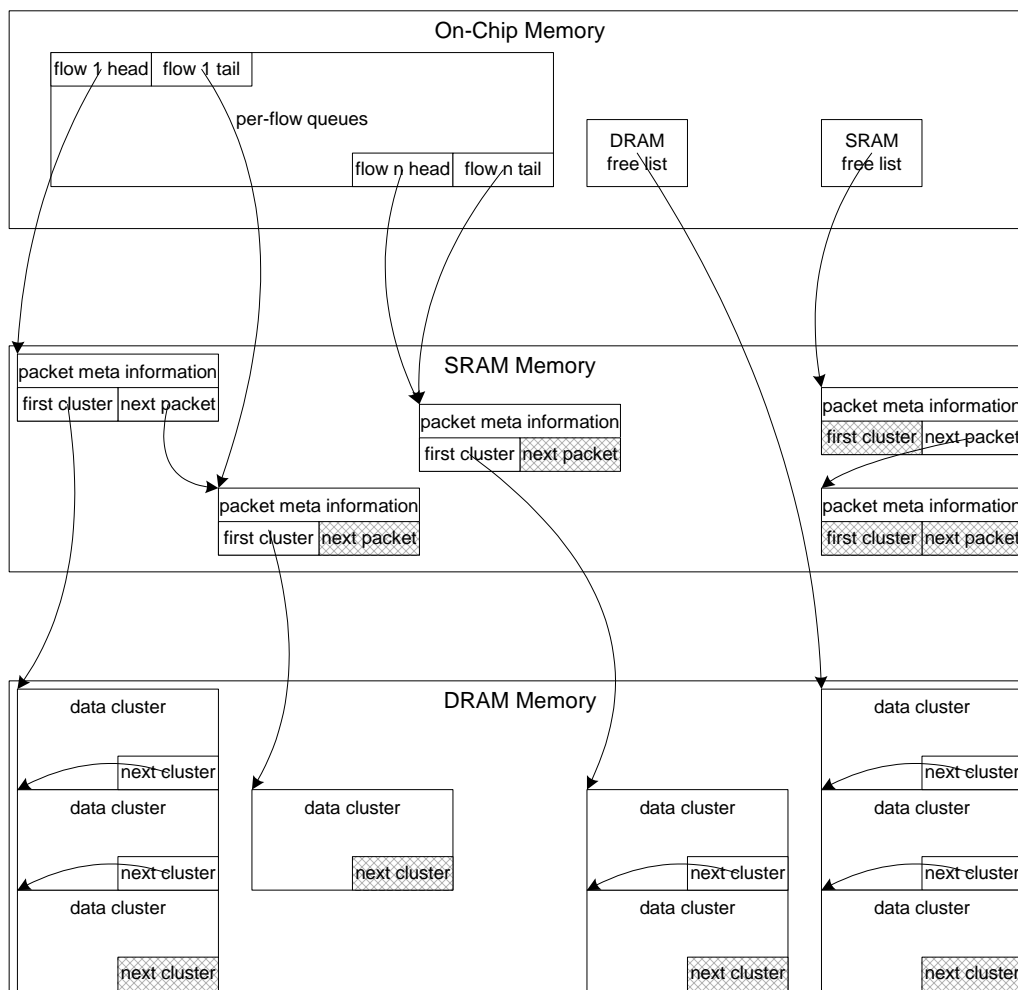 On-Chip Memory
flow 1 head
flow 1 tail
per-flow queues
flow n head
flow n tail
DRAM
free list
SRAM
free list
SRAM Memory
packet meta information
first cluster
next packet
packet meta information
first cluster
next packet
packet meta information
first cluster
next packet
packet meta information
first cluster
next packet
packet meta information
first cluster
next packet
DRAM Memory
data cluster
next cluster
data cluster
next cluster
data cluster
next cluster
data cluster
next cluster
data cluster
next cluster
data cluster
next cluster
data cluster
next cluster
data cluster
next cluster
data cluster
next cluster